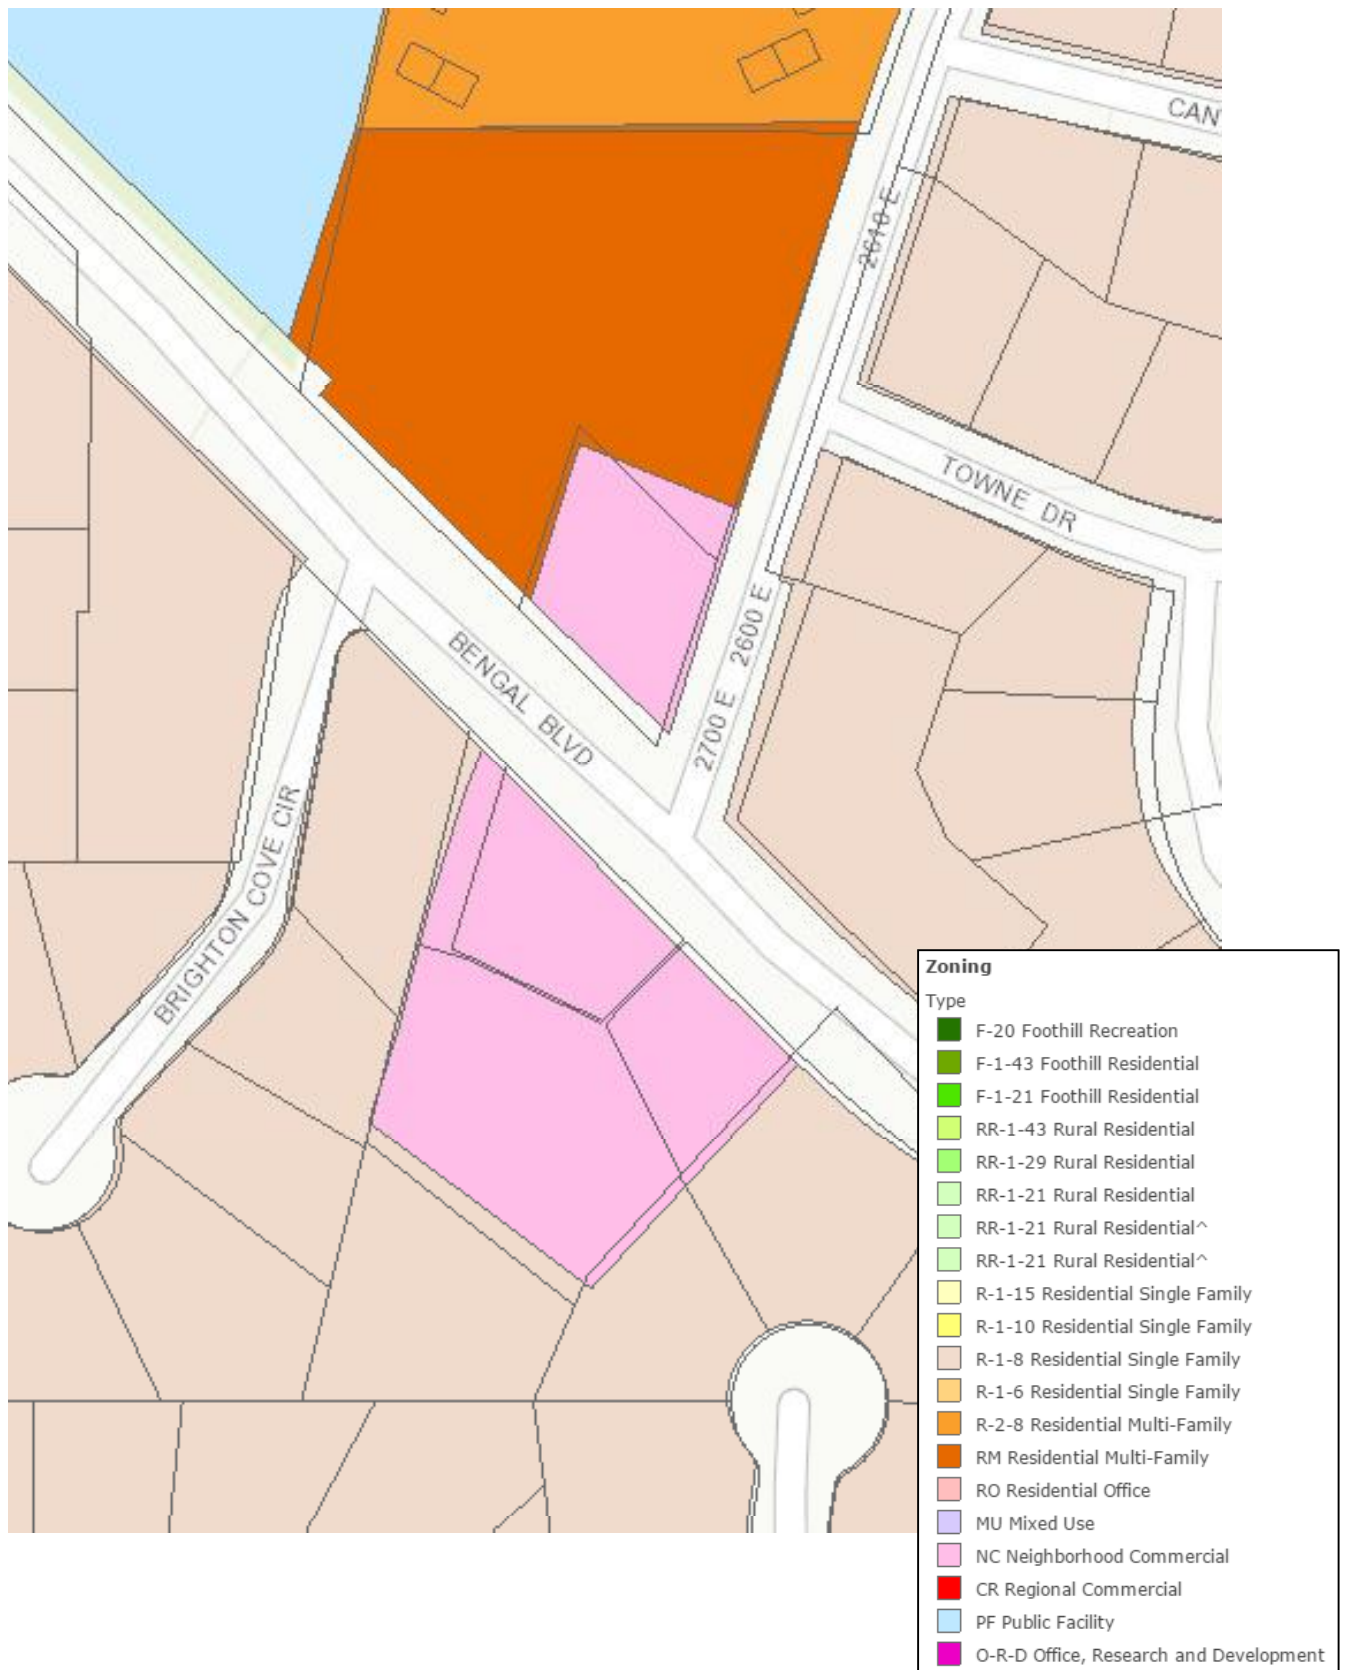 CAN
2610 E
TOWNE DR
2700 E 2600 E
BENGAL BLVD
BRIGHTON COVE CIR
Zoning
Type
F-20 Foothill Recreation
F-1-43 Foothill Residential
F-1-21 Foothill Residential
RR-1-43 Rural Residential
RR-1-29 Rural Residential
RR-1-21 Rural Residential
RR-1-21 Rural Residential^
RR-1-21 Rural Residential^
R-1-15 Residential Single Family
R-1-10 Residential Single Family
R-1-8 Residential Single Family
R-1-6 Residential Single Family
R-2-8 Residential Multi-Family
RM Residential Multi-Family
RO Residential Office
MU Mixed Use
NC Neighborhood Commercial
CR Regional Commercial
PF Public Facility
O-R-D Office, Research and Development